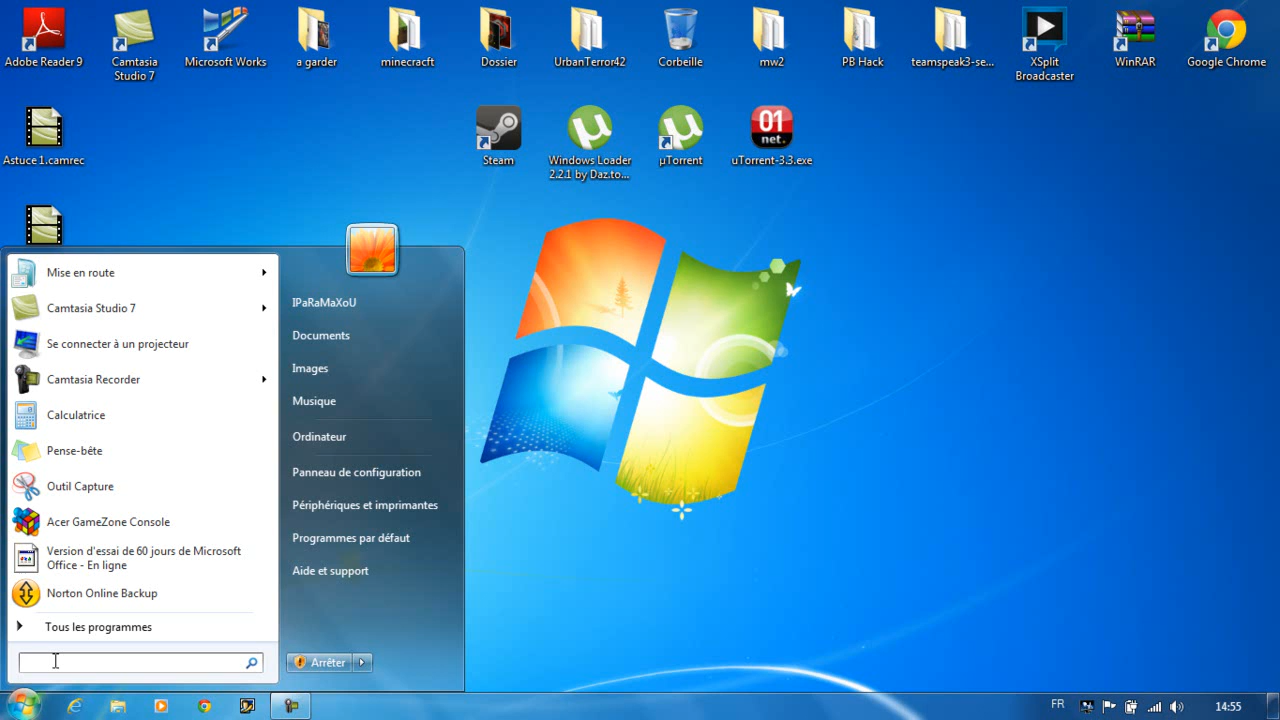 Adobe Reader 9
Camtasia
Studio 7
Microsoft Works
a garder
minecracft
Dossier
UrbanTerror42
Corbeille
mw2
PB Hack
teamspeak3-se...
XSplit
Broadcaster
WinRAR
Google Chrome
Astuce 1.camrec
Steam
Windows Loader
2.2.1 by Daz.to...
µTorrent
01
net.
uTorrent-3.3.exe
Mise en route
Camtasia Studio 7
Se connecter à un projecteur
Camtasia Recorder
Calculatrice
Pense-bête
Outil Capture
Acer GameZone Console
Version d'essai de 60 jours de Microsoft
Office - En ligne
Norton Online Backup
Tous les programmes
IPaRaMaXoU
Documents
Images
Musique
Ordinateur
Panneau de configuration
Périphériques et imprimantes
Programmes par défaut
Aide et support
Arrêter
FR
14:55